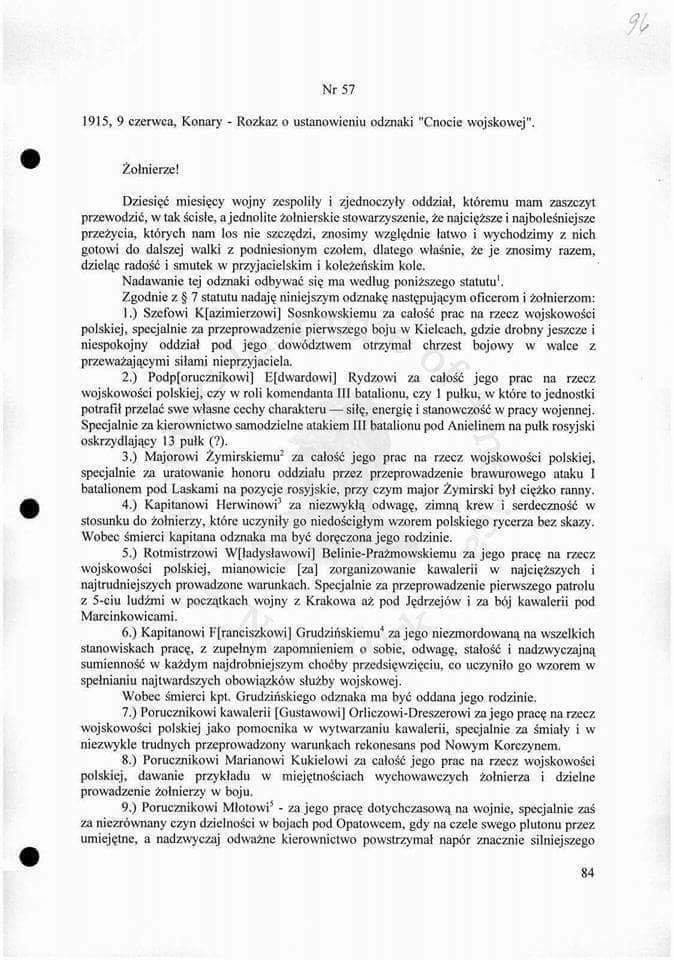 96
Nr 57
1915, 9 czerwca, Konary - Rozkaz o ustanowieniu odznaki "Cnocie wojskowej".
Żołnierze!
Dziesięć miesięcy wojny zespoliły i zjednoczyły oddział, któremu mam zaszczyt
przewodzić, w tak ścisłe, a jednolite żołnierskie stowarzyszenie, że najcięższe i najboleśniejsze
przeżycia, których nam los nie szczędzi, znosimy względnie łatwo i wychodzimy z nich
gotowi do dalszej walki z podniesionym czołem, dlatego właśnie, że je znosimy razem,
dzieląc radość i smutek w przyjacielskim i koleżeńskim kole.
Nadawanie tej odznaki odbywać się ma według poniższego statutu¹.
Zgodnie z § 7 statutu nadaję niniejszym odznakę następującym oficerom i żołnierzom:
1.) Szefowi K[azimierzowi] Sosnkowskiemu za całość prac na rzecz wojskowości
polskiej, specjalnie za przeprowadzenie pierwszego boju w Kielcach, gdzie drobny jeszcze i
niespokojny oddział pod jego dowództwem otrzymał chrzest bojowy w walce z
przeważającymi siłami nieprzyjaciela.
2.) Podp[orucznikowi] E[dwardowi] Rydzowi za całość jego prac na rzecz
wojskowości polskiej, czy w roli komendanta III batalionu, czy 1 pułku, w które to jednostki
potrafił przelać swe własne cechy charakteru — siłę, energię i stanowczość w pracy wojennej.
Specjalnie za kierownictwo samodzielne atakiem III batalionu pod Anielinem na pułk rosyjski
oskrzydlający 13 pułk (?).
3.) Majorowi Żymirskiemu² za całość jego prac na rzecz wojskowości polskiej,
specjalnie za uratowanie honoru oddziału przez przeprowadzenie brawurowego ataku I
batalionem pod Laskami na pozycje rosyjskie, przy czym major Żymirski był ciężko ranny.
4.) Kapitanowi Herwinowi³ za niezwykłą odwagę, zimną krew i serdeczność w
stosunku do żołnierzy, które uczyniły go niedościgłym wzorem polskiego rycerza bez skazy.
Wobec śmierci kapitana odznaka ma być doręczona jego rodzinie.
5.) Rotmistrzowi W[ładysławowi] Belinie-Prażmowskiemu za jego pracę na rzecz
wojskowości polskiej, mianowicie [za] zorganizowanie kawalerii w najcięższych i
najtrudniejszych prowadzone warunkach. Specjalnie za przeprowadzenie pierwszego patrolu
z 5-ciu ludźmi w początkach wojny z Krakowa aż pod Jędrzejów i za bój kawalerii pod
Marcinkowicami.
6.) Kapitanowi F[ranciszkowi] Grudzińskiemu⁴ za jego niezmordowaną na wszelkich
stanowiskach pracę, z zupełnym zapomnieniem o sobie, odwagę, stałość i nadzwyczajną
sumienność w każdym najdrobniejszym choćby przedsięwzięciu, co uczyniło go wzorem w
spełnianiu najtwardszych obowiązków służby wojskowej.
Wobec śmierci kpt. Grudzińskiego odznaka ma być oddana jego rodzinie.
7.) Porucznikowi kawalerii [Gustawowi] Orliczowi-Dreszerowi za jego pracę na rzecz
wojskowości polskiej jako pomocnika w wytwarzaniu kawalerii, specjalnie za śmiały i w
niezwykle trudnych przeprowadzony warunkach rekonesans pod Nowym Korczynem.
8.) Porucznikowi Marianowi Kukielowi za całość jego prac na rzecz wojskowości
polskiej, dawanie przykładu w miejętnościach wychowawczych żołnierza i dzielne
prowadzenie żołnierzy w boju.
9.) Porucznikowi Młotowi⁵ - za jego pracę dotychczasową na wojnie, specjalnie zaś
za niezrównany czyn dzielności w bojach pod Opatowcem, gdy na czele swego plutonu przez
umiejętne, a nadzwyczaj odważne kierownictwo powstrzymał napór znacznie silniejszego
84